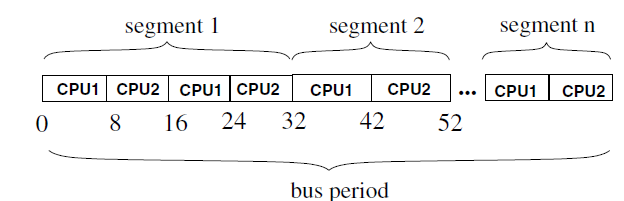 segment 1 segment 2 segment n
CPU1 CPU2 CPU1 CPU2 CPU1 CPU2 ... CPU1 CPU2
0 8 16 24 32 42 52
bus period